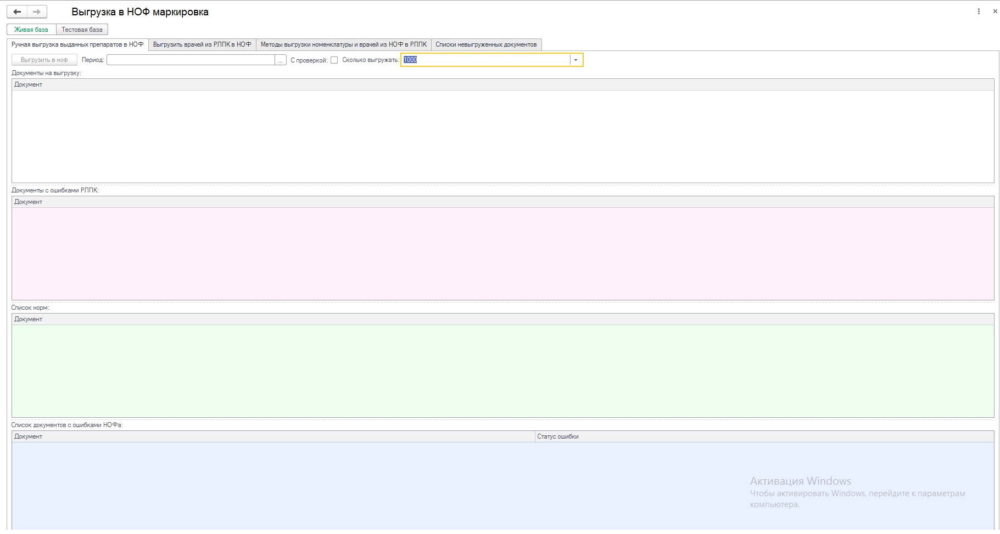 Выгрузка в НОФ маркировка
Живая база Тестовая база
Ручная выгрузка выданных препаратов в НОФ Выгрузить врачей из РЛПК в НОФ Методы выгрузки номенклатуры и врачей из НОФ в РЛПК Списки невыгруженных документов
Выгрузить в ноф Период: ... С проверкой: Сколько выгружать: 1000
Документы на выгрузку:
Документ
Документы с ошибками РЛПК:
Документ
Список норм:
Документ
Список документов с ошибками НОФа:
Документ Статус ошибки
Активация Windows
Чтобы активировать Windows, перейдите к параметрам
компьютера.